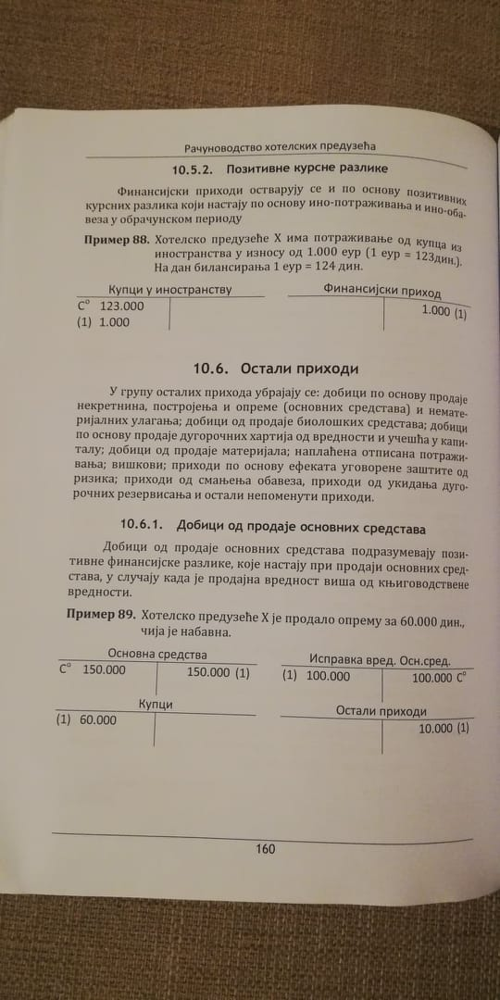 Рачуноводство хотелских предузећа
10.5.2. Позитивне курсне разлике
Финансијски приходи остварују се и по основу позитивних
курсних разлика који настају по основу ино-потраживања и ино-оба-
веза у обрачунском периоду
Пример 88. Хотелско предузеће X има потраживање од купца из
иностранства у износу од 1.000 еур (1 еур = 123дин.).
На дан билансирања 1 еур = 124 дин.
Купци у иностранству Финансијски приход
С° 123.000 1.000 (1)
(1) 1.000
10.6. Остали приходи
У групу осталих прихода убрајају се: добици по основу продаје
некретнина, постројења и опреме (основних средстава) и немате-
ријалних улагања; добици од продаје биолошких средстава; добици
по основу продаје дугорочних хартија од вредности и учешћа у капи-
талу; добици од продаје материјала; наплаћена отписана потражи-
вања; вишкови; приходи по основу ефеката уговорене заштите од
ризика; приходи од смањења обавеза, приходи од укидања дуго-
рочних резервисања и остали непоменути приходи.
10.6.1. Добици од продаје основних средстава
Добици од продаје основних средстава подразумевају пози-
тивне финансијске разлике, које настају при продаји основних сред-
става, у случају када је продајна вредност виша од књиговодствене
вредности.
Пример 89. Хотелско предузеће X је продало опрему за 60.000 дин.,
чија је набавна.
Основна средства Исправка вред. Осн.сред.
С° 150.000 150.000 (1) (1) 100.000 100.000 С°
Купци Остали приходи
(1) 60.000 10.000 (1)
160